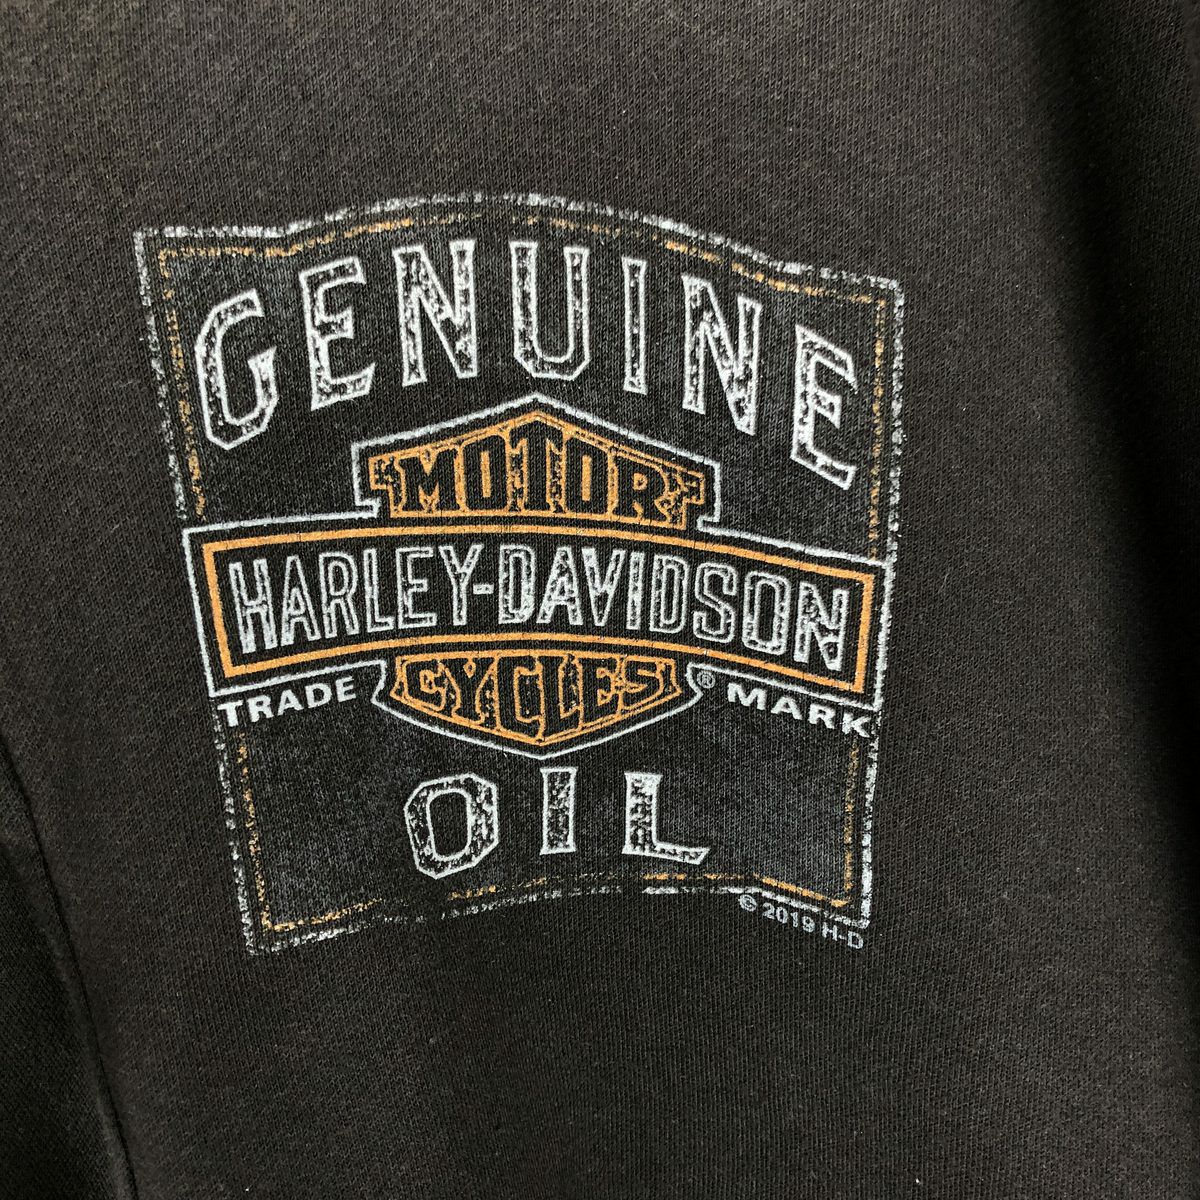 GENUINE
MOTOR
HARLEY-DAVIDSON
CYCLES
TRADE ® MARK
OIL
© 2019 H-D